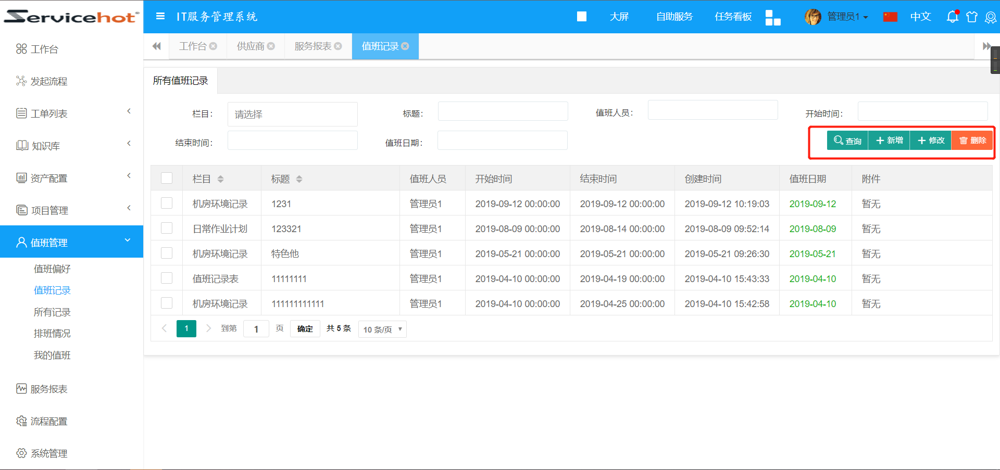 Servicehot®
IT服务管理系统
大屏
自助服务
任务看板
管理员1
中文
工作台
发起流程
工单列表
知识库
资产配置
项目管理
值班管理
值班偏好
值班记录
所有记录
排班情况
我的值班
服务报表
流程配置
系统管理
工作台
供应商
服务报表
值班记录
所有值班记录
栏目： 请选择 标题： 值班人员： 开始时间：
结束时间： 值班日期： 查询 新增 修改 删除
栏目 标题 值班人员 开始时间 结束时间 创建时间 值班日期 附件
机房环境记录 1231 管理员1 2019-09-12 00:00:00 2019-09-12 00:00:00 2019-09-12 10:19:03 2019-09-12 暂无
日常作业计划 123321 管理员1 2019-08-09 00:00:00 2019-08-14 00:00:00 2019-08-09 09:52:14 2019-08-09 暂无
机房环境记录 特色他 管理员1 2019-05-21 00:00:00 2019-05-21 00:00:00 2019-05-21 09:26:30 2019-05-21 暂无
值班记录表 11111111 管理员1 2019-04-10 00:00:00 2019-04-19 00:00:00 2019-04-10 15:43:33 2019-04-10 暂无
机房环境记录 111111111111 管理员1 2019-04-10 00:00:00 2019-04-25 00:00:00 2019-04-10 15:42:58 2019-04-10 暂无
1 到第 1 页 确定 共 5 条 10 条/页